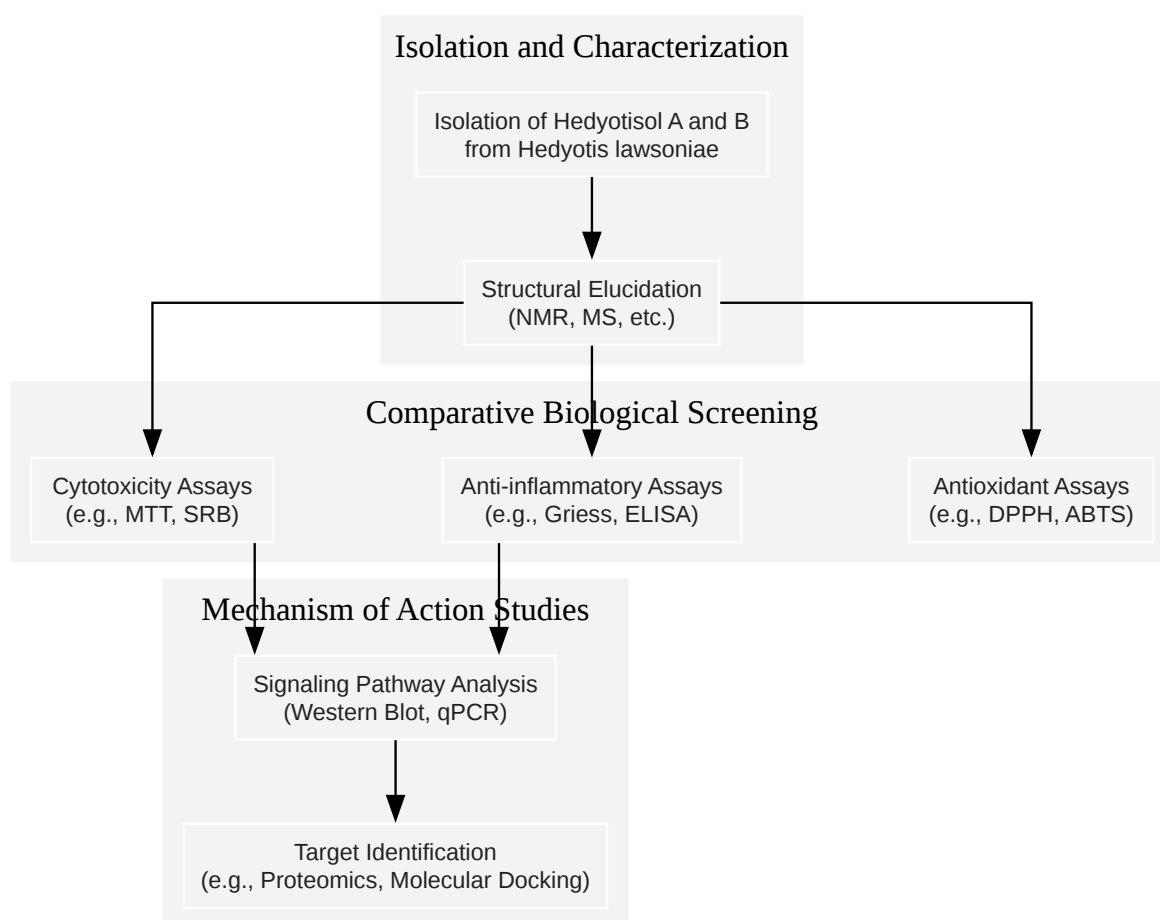 Isolation and Characterization
Isolation of Hedyotisol A and B
from Hedyotis lawsoniae
Structural Elucidation
(NMR, MS, etc.)
Comparative Biological Screening
Cytotoxicity Assays
(e.g., MTT, SRB)
Anti-inflammatory Assays
(e.g., Griess, ELISA)
Antioxidant Assays
(e.g., DPPH, ABTS)
Mechanism of Action Studies
Signaling Pathway Analysis
(Western Blot, qPCR)
Target Identification
(e.g., Proteomics, Molecular Docking)